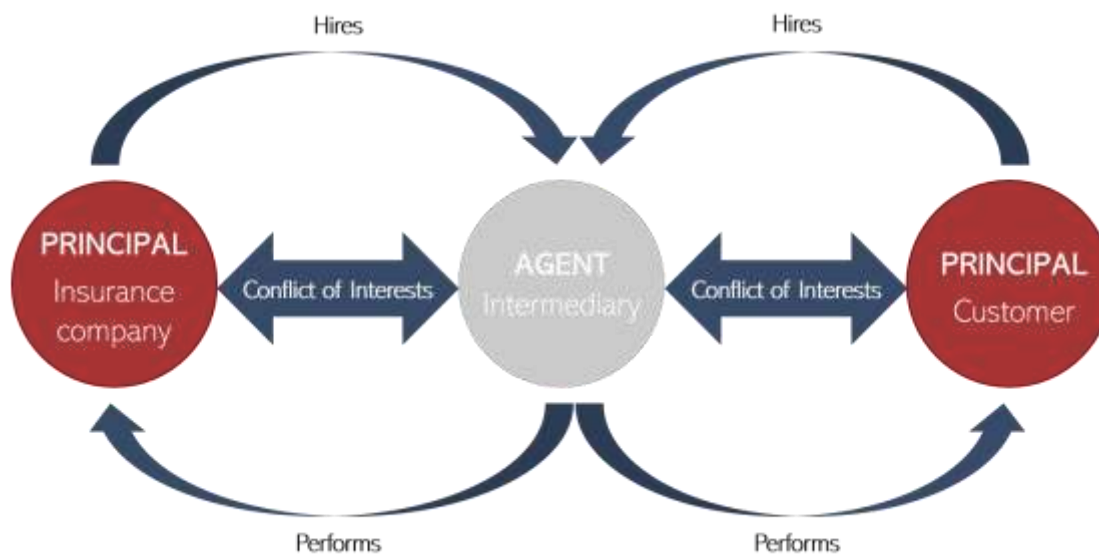 Hires
Hires
PRINCIPAL
Insurance
company
Conflict of Interests
AGENT
Intermediary
Conflict of Interests
PRINCIPAL
Customer
Performs
Performs